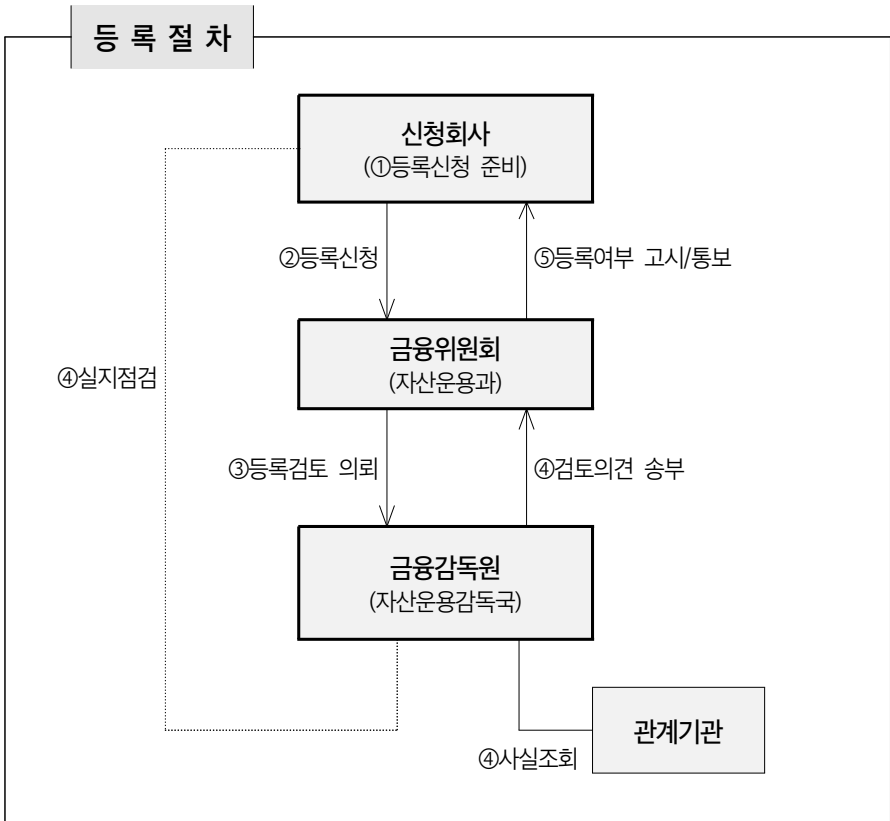 등 록 절 차
신청회사
(①등록신청 준비)
②등록신청
⑤등록여부 고시/통보
금융위원회
(자산운용과)
④실지점검
③등록검토 의뢰
④검토의견 송부
금융감독원
(자산운용감독국)
관계기관
④사실조회